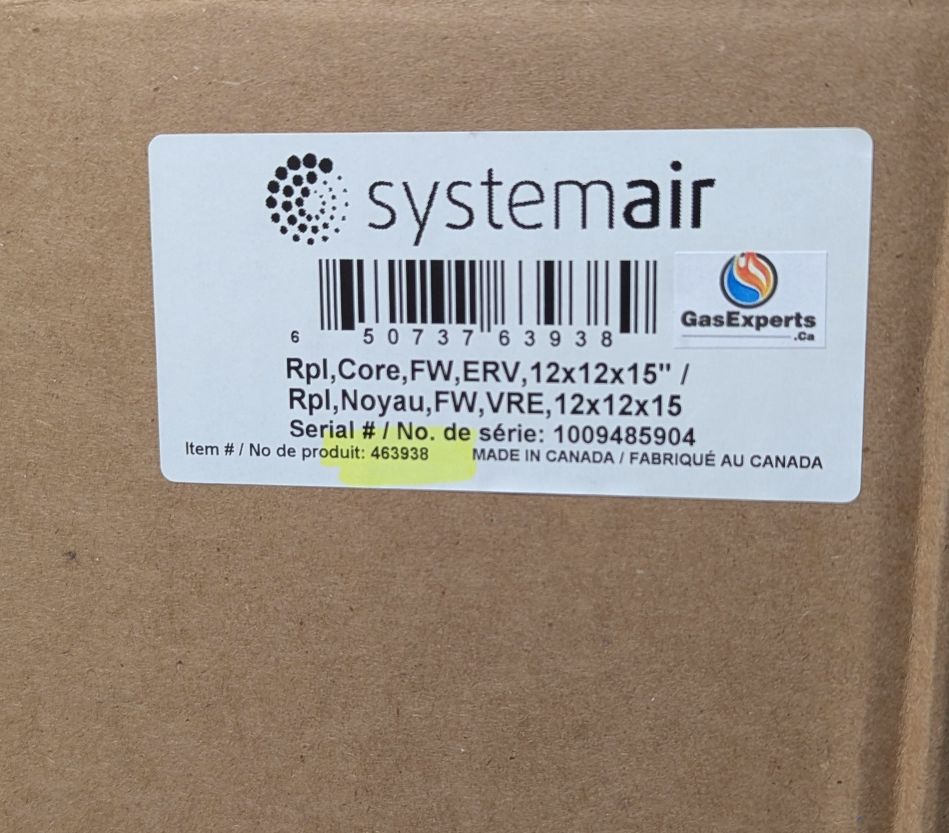 systemair
6 50737 63938
GasExperts
.Ca
Rpl,Core,FW,ERV,12x12x15" /
Rpl,Noyau,FW,VRE,12x12x15
Serial # / No. de série: 1009485904
Item # / No de produit: 463938 MADE IN CANADA / FABRIQUÉ AU CANADA